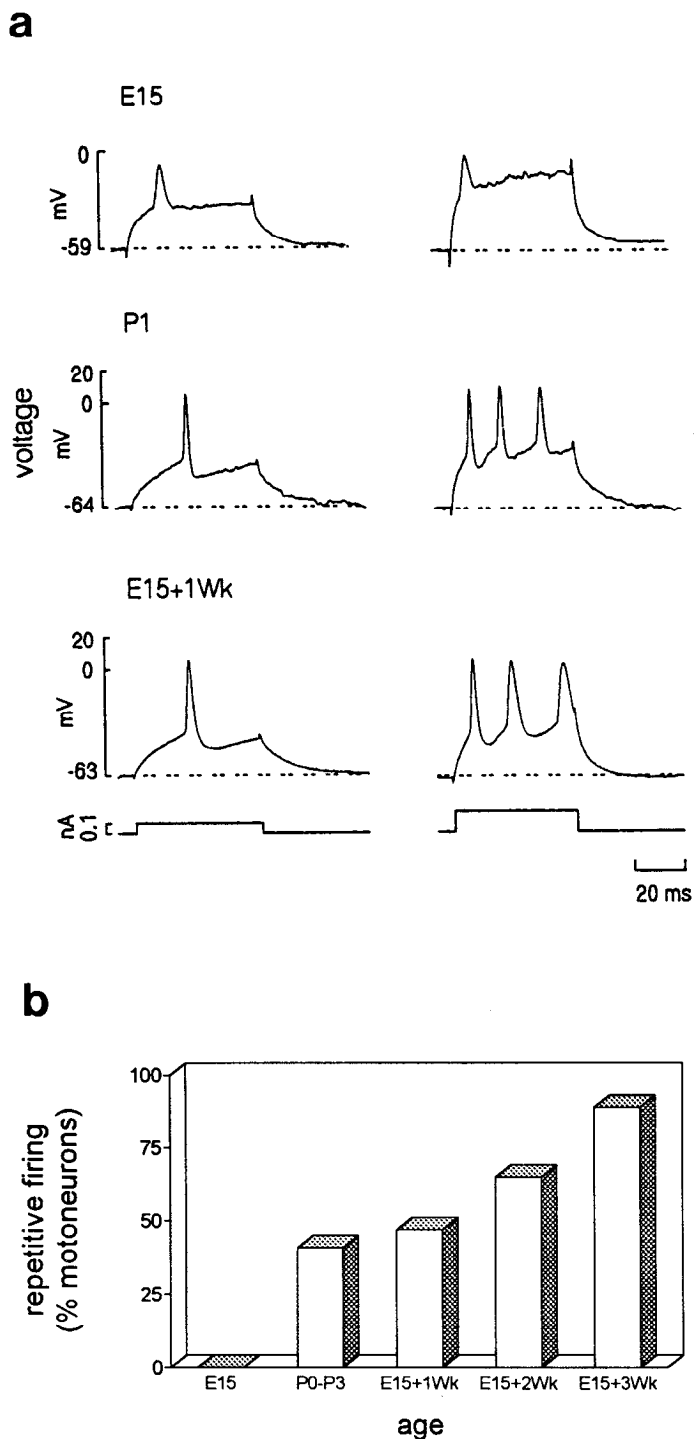 a
E15
0
mV
-59
P1
20
0
voltage
mV
-64
E15+1Wk
20
0
mV
-63
nA
0.1
20 ms
b
100
75
50
25
0
repetitive firing
(% motoneurons)
E15 P0-P3 E15+1Wk E15+2Wk E15+3Wk
age